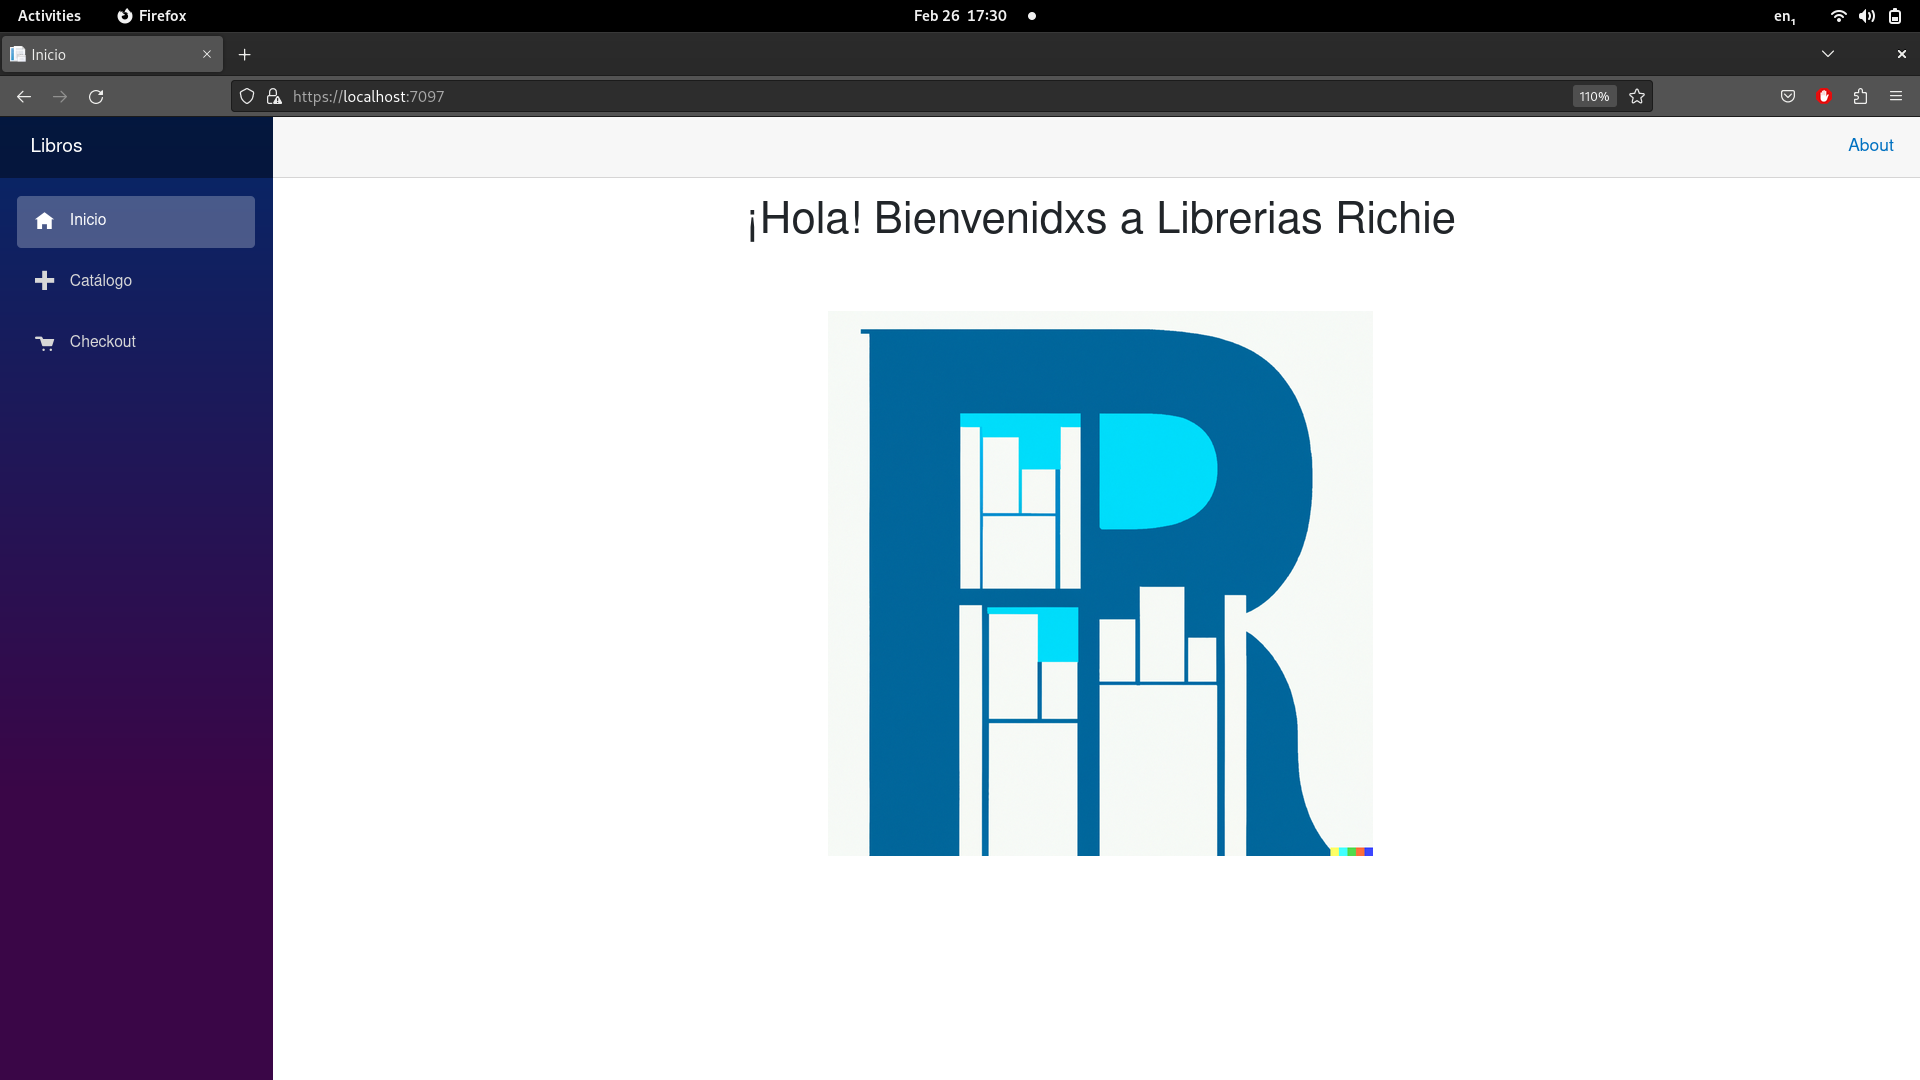 Activities Firefox Feb 26 17:30 en1
Inicio
https://localhost:7097 110%
Libros
About
Inicio
Catálogo
Checkout
¡Hola! Bienvenidxs a Librerias Richie
R